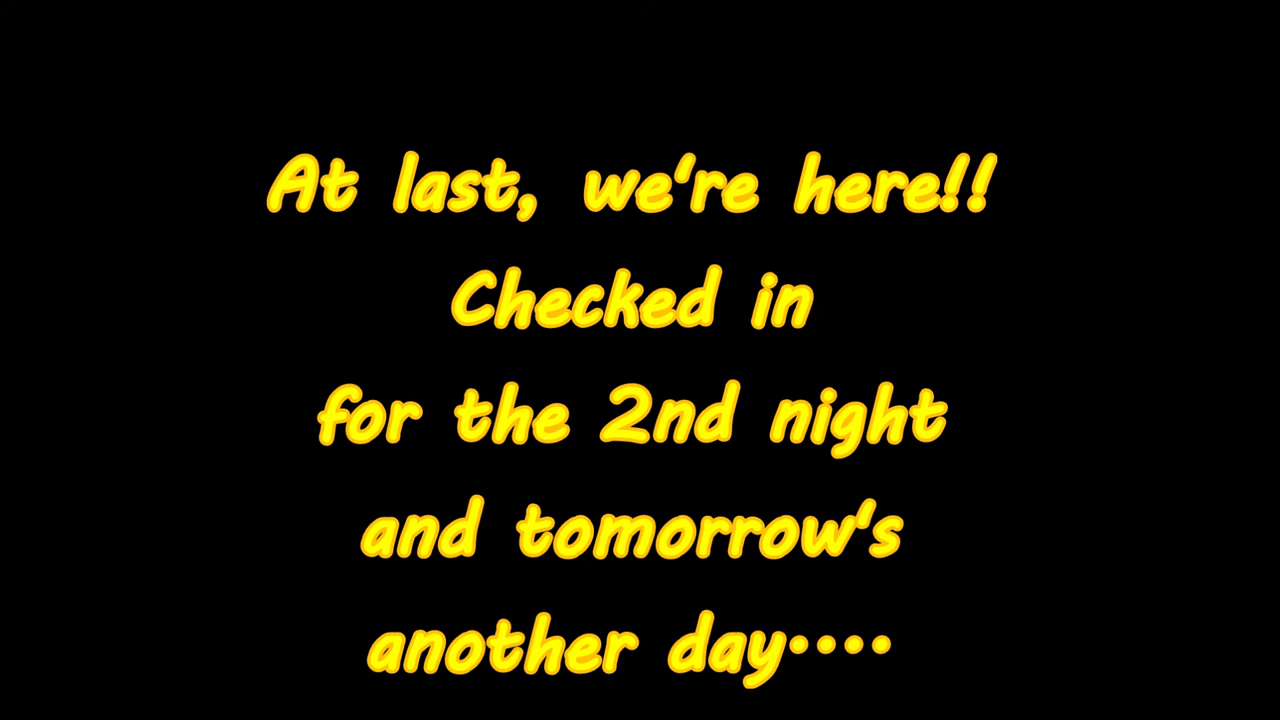 At last, we're here!!
Checked in
for the 2nd night
and tomorrow's
another day····